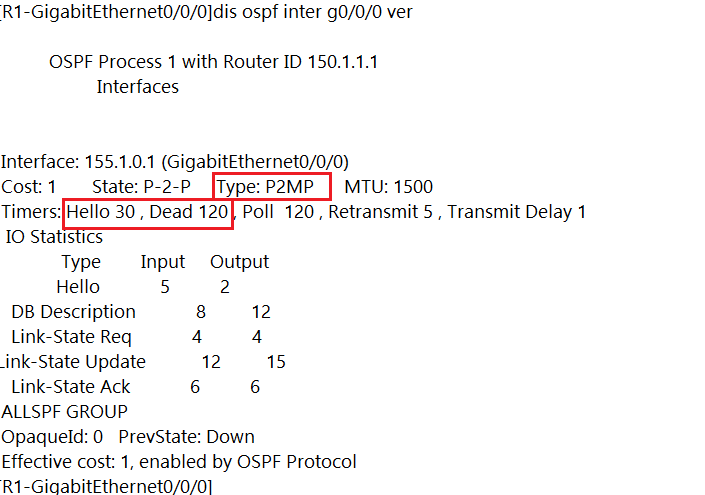 [R1-GigabitEthernet0/0/0]dis ospf inter g0/0/0 ver
OSPF Process 1 with Router ID 150.1.1.1
Interfaces
Interface: 155.1.0.1 (GigabitEthernet0/0/0)
Cost: 1 State: P-2-P Type: P2MP MTU: 1500
Timers: Hello 30 , Dead 120 , Poll 120 , Retransmit 5 , Transmit Delay 1
IO Statistics
Type Input Output
Hello 5 2
DB Description 8 12
Link-State Req 4 4
Link-State Update 12 15
Link-State Ack 6 6
ALLSPF GROUP
OpaqueId: 0 PrevState: Down
Effective cost: 1, enabled by OSPF Protocol
[R1-GigabitEthernet0/0/0]